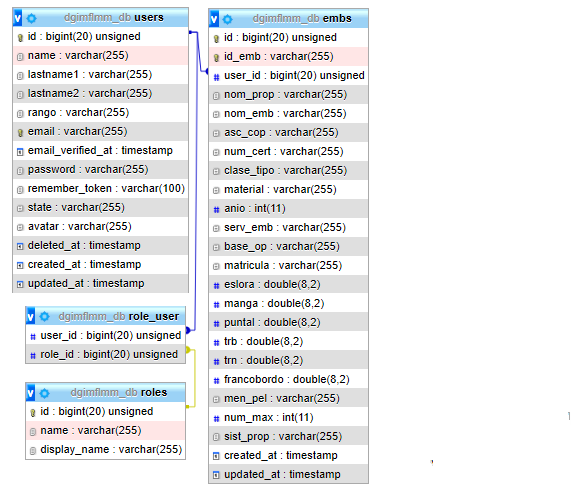 dgimflmm_db users
id : bigint(20) unsigned
name : varchar(255)
lastname1 : varchar(255)
lastname2 : varchar(255)
rango : varchar(255)
email : varchar(255)
email_verified_at : timestamp
password : varchar(255)
remember_token : varchar(100)
state : varchar(255)
avatar : varchar(255)
deleted_at : timestamp
created_at : timestamp
updated_at : timestamp
dgimflmm_db role_user
user_id : bigint(20) unsigned
role_id : bigint(20) unsigned
dgimflmm_db roles
id : bigint(20) unsigned
name : varchar(255)
display_name : varchar(255)
dgimflmm_db embs
id : bigint(20) unsigned
id_emb : varchar(255)
user_id : bigint(20) unsigned
nom_prop : varchar(255)
nom_emb : varchar(255)
asc_cop : varchar(255)
num_cert : varchar(255)
clase_tipo : varchar(255)
material : varchar(255)
anio : int(11)
serv_emb : varchar(255)
base_op : varchar(255)
matricula : varchar(255)
eslora : double(8,2)
manga : double(8,2)
puntal : double(8,2)
trb : double(8,2)
trn : double(8,2)
francobordo : double(8,2)
men_pel : varchar(255)
num_max : int(11)
sist_prop : varchar(255)
created_at : timestamp
updated_at : timestamp